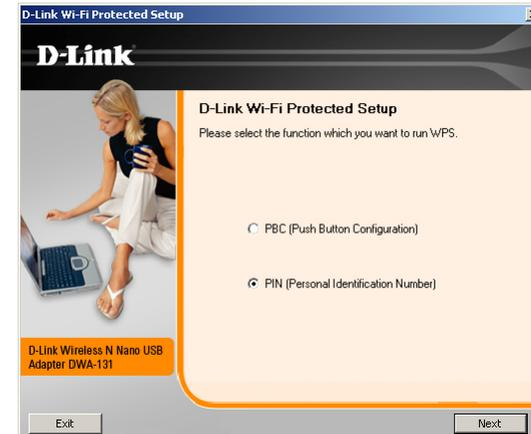 D-Link Wi-Fi Protected Setup
D-Link
D-Link Wi-Fi Protected Setup
Please select the function which you want to run WPS.
PBC (Push Button Configuration)
PIN (Personal Identification Number)
D-Link Wireless N Nano USB
Adapter DWA-131
Exit
Next